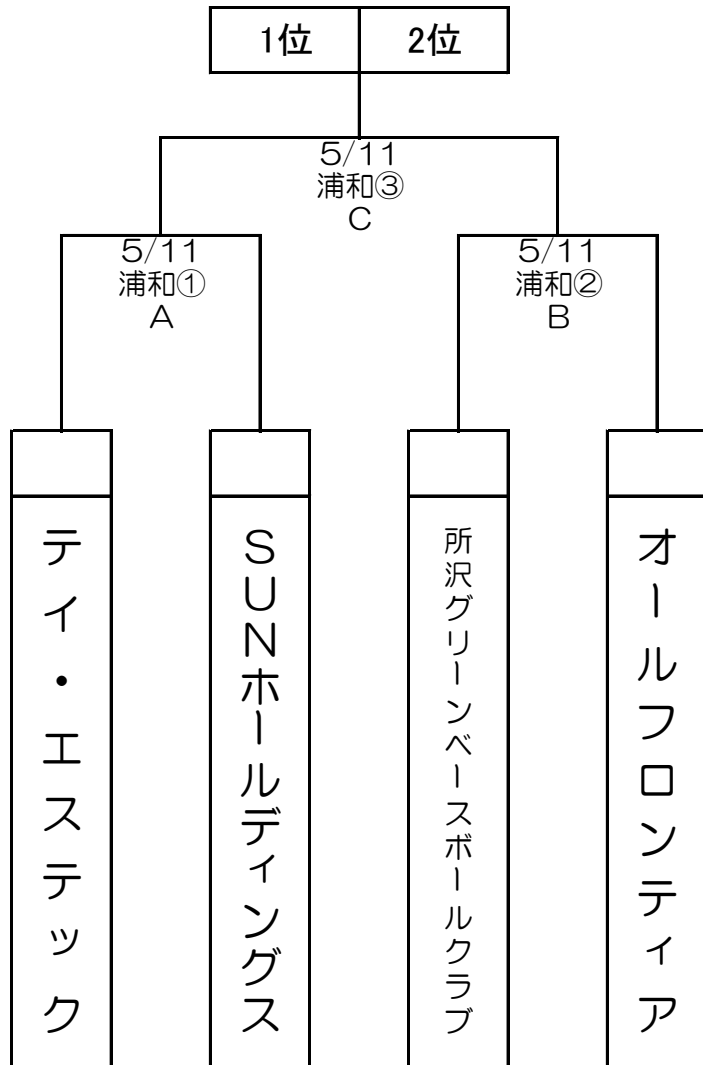 1位 2位
5/11
浦和③
C
5/11
浦和①
A
5/11
浦和②
B
テイ・エステック
SUNホールディングス
所沢グリーンベースボールクラブ
オールフロンティア